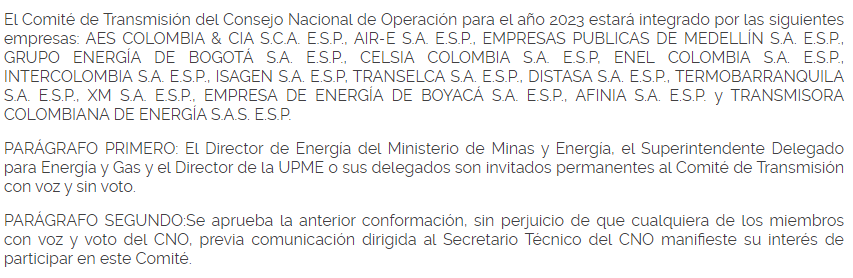 El Comité de Transmisión del Consejo Nacional de Operación para el año 2023 estará integrado por las siguientes
empresas: AES COLOMBIA & CIA S.C.A. E.S.P., AIR-E S.A. E.S.P., EMPRESAS PUBLICAS DE MEDELLÍN S.A. E.S.P.,
GRUPO ENERGÍA DE BOGOTÁ S.A. E.S.P., CELSIA COLOMBIA S.A. E.S.P, ENEL COLOMBIA S.A. E.S.P.,
INTERCOLOMBIA S.A. E.S.P., ISAGEN S.A. E.S.P, TRANSELCA S.A. E.S.P., DISTASA S.A. E.S.P., TERMOBARRANQUILA
S.A. E.S.P., XM S.A. E.S.P., EMPRESA DE ENERGÍA DE BOYACÁ S.A. E.S.P., AFINIA S.A. E.S.P. y TRANSMISORA
COLOMBIANA DE ENERGÍA S.A.S. E.S.P.
PARÁGRAFO PRIMERO: El Director de Energía del Ministerio de Minas y Energía, el Superintendente Delegado
para Energía y Gas y el Director de la UPME o sus delegados son invitados permanentes al Comité de Transmisión
con voz y sin voto.
PARÁGRAFO SEGUNDO:Se aprueba la anterior conformación, sin perjuicio de que cualquiera de los miembros
con voz y voto del CNO, previa comunicación dirigida al Secretario Técnico del CNO manifieste su interés de
participar en este Comité.